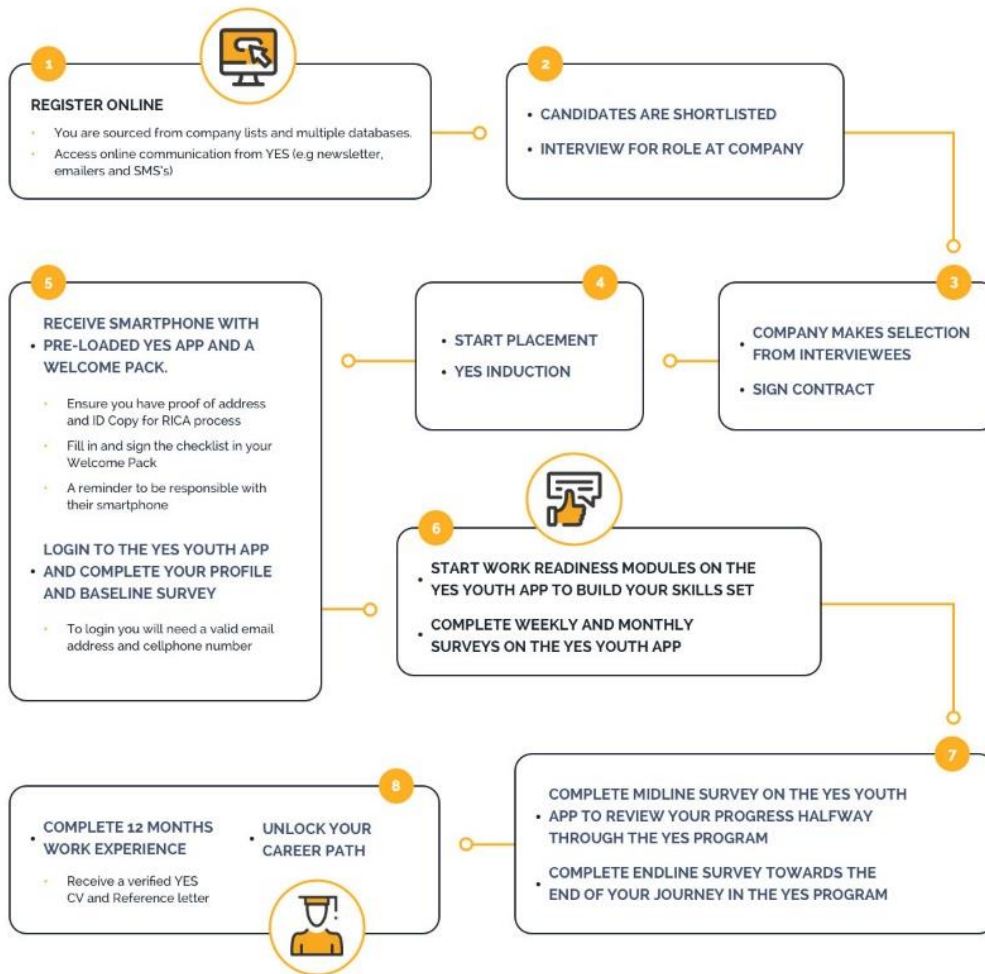 1
REGISTER ONLINE
• You are sourced from company lists and multiple databases.
• Access online communication from YES (e.g newsletter,
emailers and SMS's)
2
• CANDIDATES ARE SHORTLISTED
• INTERVIEW FOR ROLE AT COMPANY
3
• COMPANY MAKES SELECTION
FROM INTERVIEWEES
• SIGN CONTRACT
4
• START PLACEMENT
• YES INDUCTION
5
RECEIVE SMARTPHONE WITH
• PRE-LOADED YES APP AND A
WELCOME PACK.
• Ensure you have proof of address
and ID Copy for RICA process
• Fill in and sign the checklist in your
Welcome Pack
• A reminder to be responsible with
their smartphone
LOGIN TO THE YES YOUTH APP
• AND COMPLETE YOUR PROFILE
AND BASELINE SURVEY
• To login you will need a valid email
address and cellphone number
6
• START WORK READINESS MODULES ON THE
YES YOUTH APP TO BUILD YOUR SKILLS SET
• COMPLETE WEEKLY AND MONTHLY
SURVEYS ON THE YES YOUTH APP
7
COMPLETE MIDLINE SURVEY ON THE YES YOUTH
• APP TO REVIEW YOUR PROGRESS HALFWAY
THROUGH THE YES PROGRAM
• COMPLETE ENDLINE SURVEY TOWARDS THE
END OF YOUR JOURNEY IN THE YES PROGRAM
8
• COMPLETE 12 MONTHS
WORK EXPERIENCE
• Receive a verified YES
CV and Reference letter
• UNLOCK YOUR
CAREER PATH